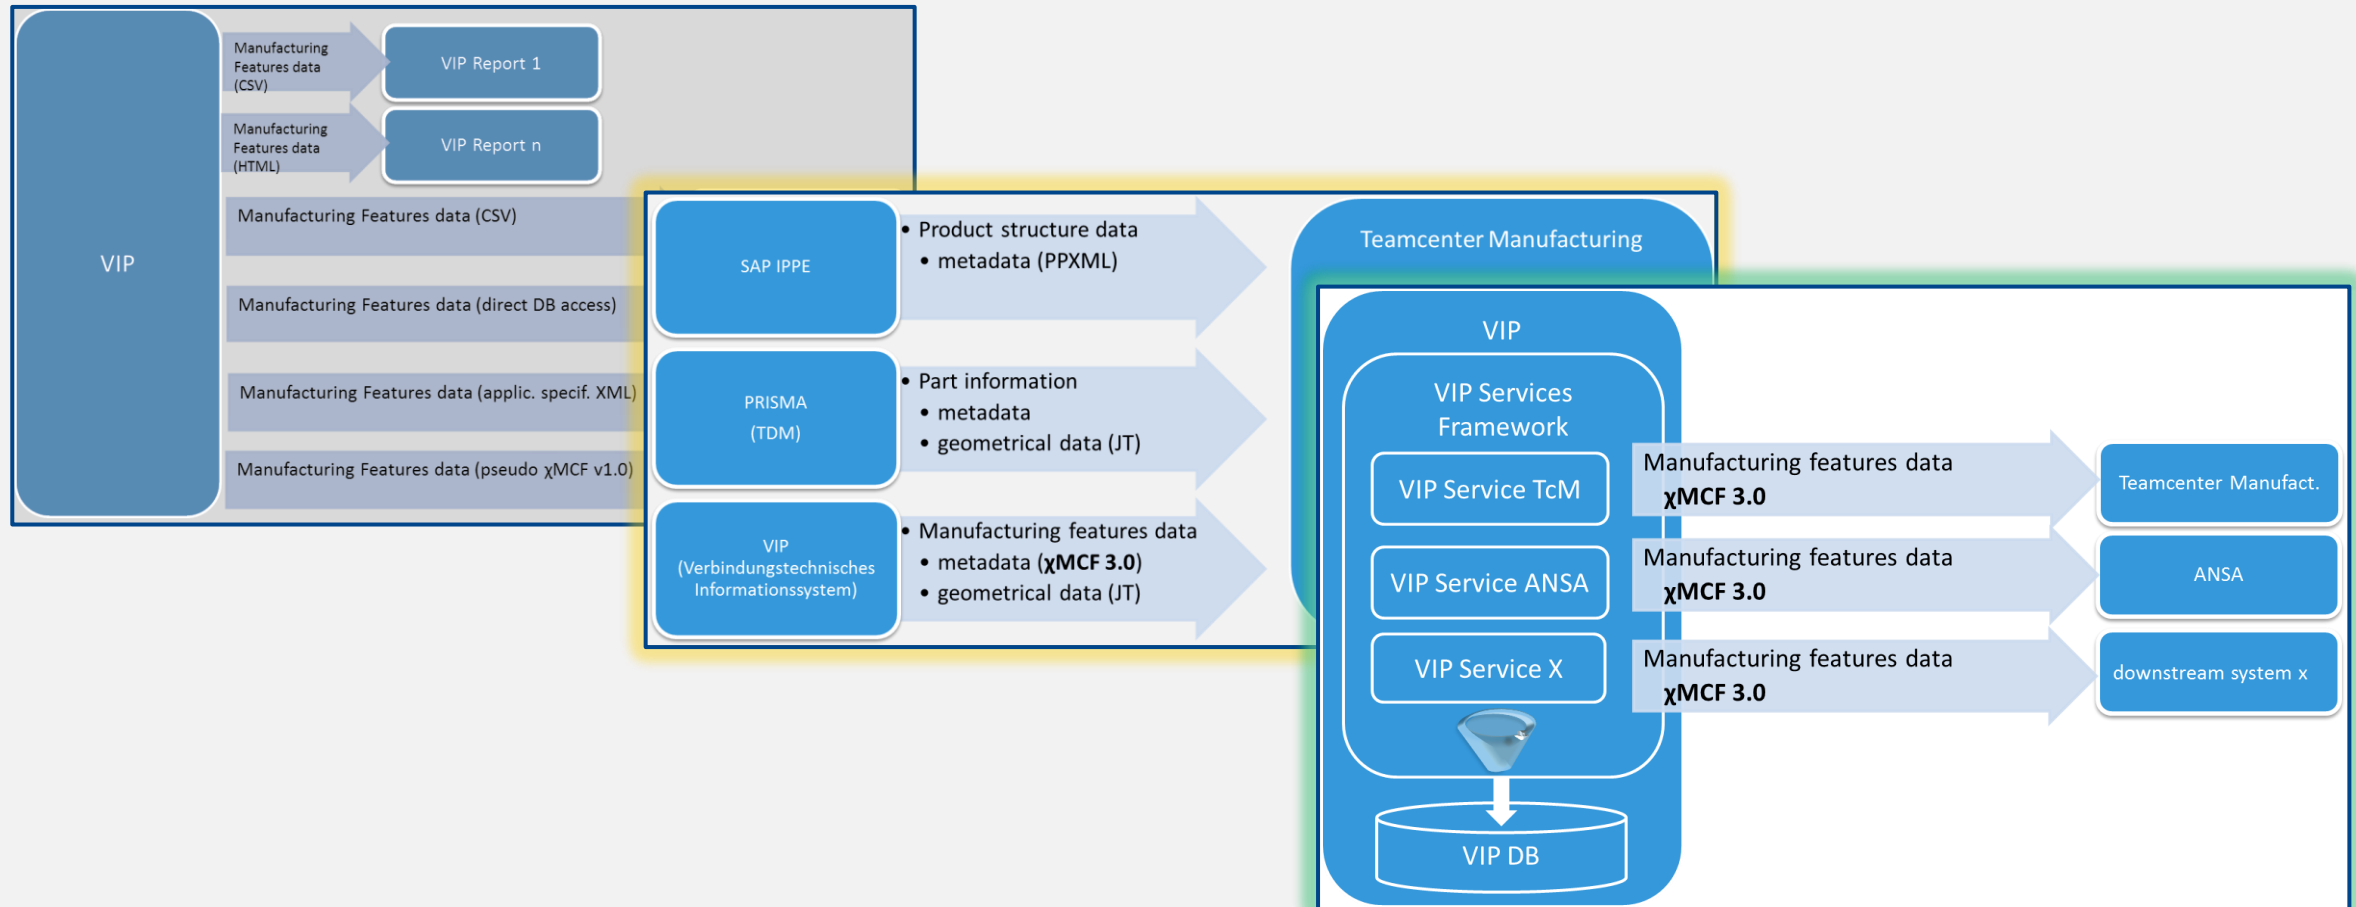 VIP
Manufacturing
Features data
(CSV)
VIP Report 1
Manufacturing
Features data
(HTML)
VIP Report n
Manufacturing Features data (CSV)
Manufacturing Features data (direct DB access)
Manufacturing Features data (applic. specif. XML)
Manufacturing Features data (pseudo χMCF v1.0)
SAP IPPE
• Product structure data
• metadata (PPXML)
PRISMA
(TDM)
• Part information
• metadata
• geometrical data (JT)
VIP
(Verbindungstechnisches
Informationssystem)
• Manufacturing features data
• metadata (χMCF 3.0)
• geometrical data (JT)
Teamcenter Manufacturing
VIP
VIP Services
Framework
VIP Service TcM
Manufacturing features data
χMCF 3.0
Teamcenter Manufact.
VIP Service ANSA
Manufacturing features data
χMCF 3.0
ANSA
VIP Service X
Manufacturing features data
χMCF 3.0
downstream system x
VIP DB